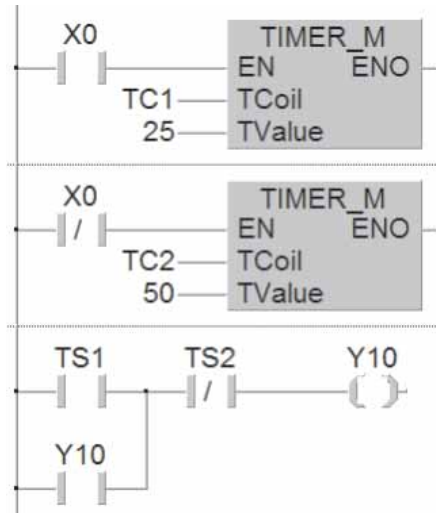 X0
TIMER_M
EN ENO
TC1 TCoil
25 TValue
X0
TIMER_M
EN ENO
TC2 TCoil
50 TValue
TS1 TS2 Y10
Y10